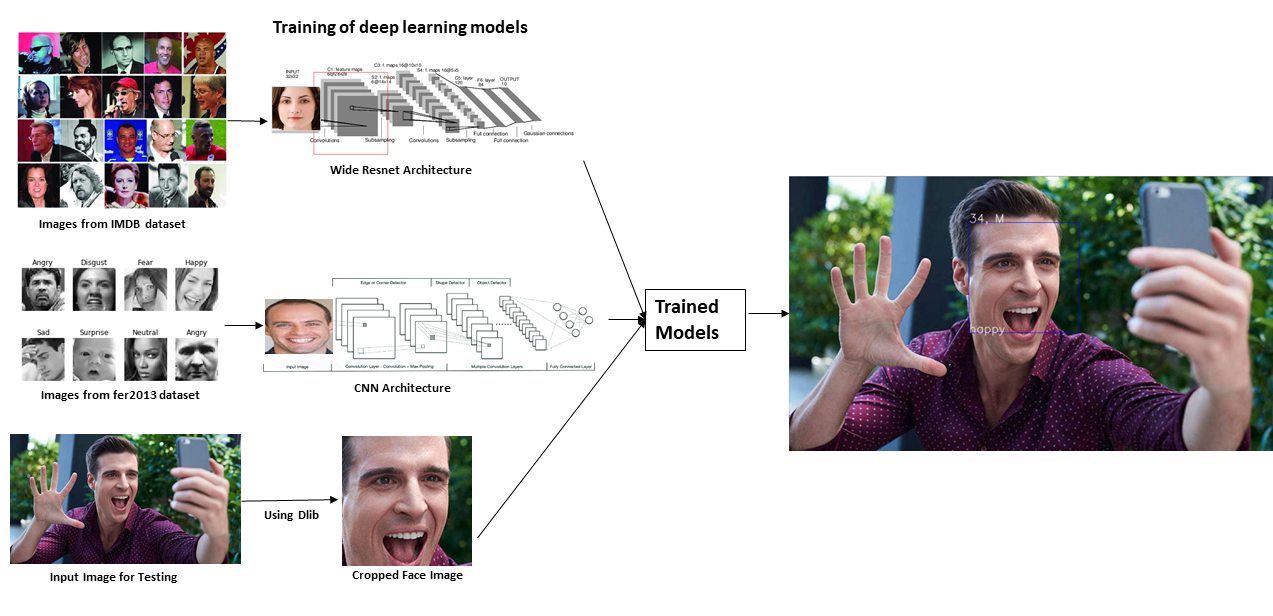 Training of deep learning models
INPUT
32x32
C1: feature maps
6@28x28
C3: f. maps 16@10x10
S2: f. maps
6@14x14
S4: f. maps 16@5x5
C5: layer
120
F6: layer
84
OUTPUT
10
Convolutions
Subsampling
Convolutions
Subsampling
Full connection
Full connection
Gaussian connections
Wide Resnet Architecture
Images from IMDB dataset
Angry
Disgust
Fear
Happy
Sad
Surprise
Neutral
Angry
Images from fer2013 dataset
Edge or Corner Detector
Shape Detector
Object Detector
Input image
Convolution Layer - Convolution + Max Pooling
Multiple Convolution Layers
Fully Connected Layer
CNN Architecture
Trained
Models
34, M
happy
Using Dlib
Input Image for Testing
Cropped Face Image